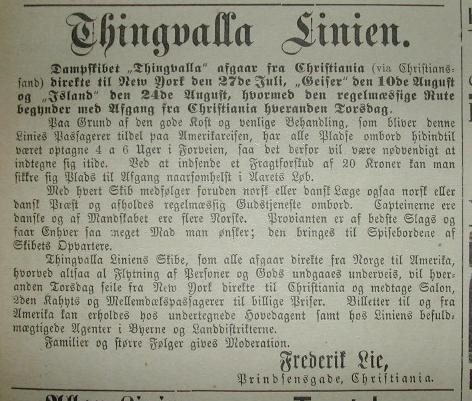 Thingvalla Linien.
Dampskibet „Thingvalla“ afgaar fra Christiania (via Christians-
sand) direkte til New York den 27de Juli, „Geiser“ den 10de August
og „Island“ den 24de August, hvormed den regelmæssige Rute
begynder med Afgang fra Christiania hveranden Torsdag.
Paa Grund af den gode Kost og venlige Behandling, som bliver denne
Linies Passagerer tildel paa Amerikareisen, har alle Pladse ombord hidindtil
været optagne 4 a 6 Uger i Forveien, saa det derfor vil være nødvendigt at
indtegne sig itide. Ved at indsende et Fragtforskud af 20 Kroner kan man
sikkre sig Plads til Afgang naarsomhelst i Aarets Løb.
Med hvert Skib medfølger foruden norsk eller dansk Læge ogsaa norsk eller
dansk Præst og afholdes regelmæssig Gudstjeneste ombord. Capteinerne ere
danske og af Mandskabet ere flere Norske. Provianten er af bedste Slags og
faar Enhver saa meget Mad man ønsker; den bringes til Spisebordene af
Skibets Opvartere.
Thingvalla Liniens Skibe, som alle afgaar direkte fra Norge til Amerika,
hvorved altsaa al Flytning af Personer og Gods undgaaes underveis, vil hver-
anden Torsdag seile fra New York direkte til Christiania og medtage Salon,
2den Kahyts og Mellemdækspassagerer til billige Priser. Billetter til og fra
Amerika kan erholdes hos undertegnede Hovedagent samt hos Liniens befuld-
mægtigede Agenter i Byerne og Landdistrikterne.
Familier og større Følger gives Moderation.
Frederik Lie,
Prindsensgade, Christiania.